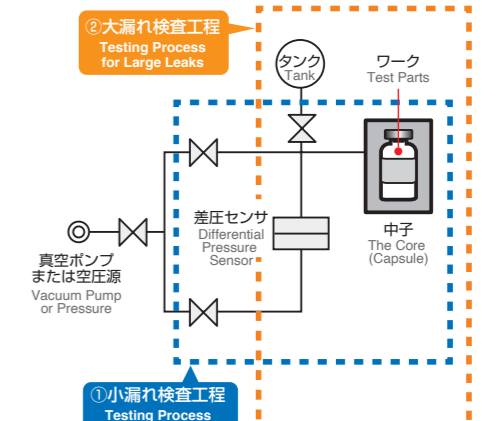 ②大漏れ検査工程
Testing Process
for Large Leaks
タンク
Tank
ワーク
Test Parts
差圧センサ
Differential
Pressure
Sensor
中子
The Core
(Capsule)
真空ポンプ
または空圧源
Vacuum Pump
or Pressure
①小漏れ検査工程
Testing Process